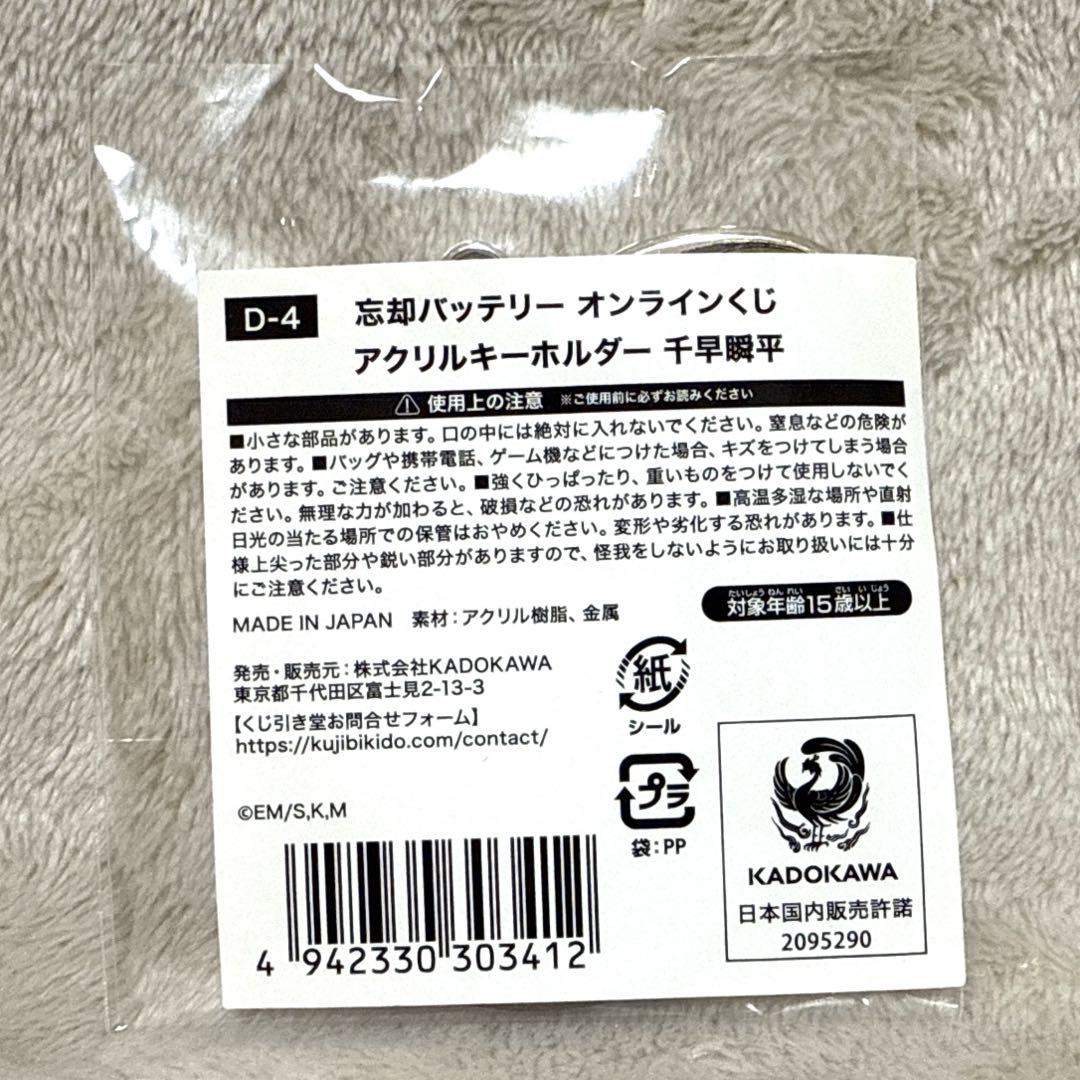 D-4
忘却バッテリー オンラインくじ
アクリルキーホルダー 千早瞬平
⚠ 使用上の注意 ※ご使用前に必ずお読みください
■小さな部品があります。口の中には絶対に入れないでください。窒息などの危険が
あります。■バッグや携帯電話、ゲーム機などにつけた場合、キズをつけてしまう場合
があります。ご注意ください。■強くひっぱったり、重いものをつけて使用しないでく
ださい。無理な力が加わると、破損などの恐れがあります。■高温多湿な場所や直射
日光の当たる場所での保管はおやめください。変形や劣化する恐れがあります。■仕
様上尖った部分や鋭い部分がありますので、怪我をしないようにお取り扱いには十分
にご注意ください。
たいしょう ねん れい さい い じょう
対象年齢15歳以上
MADE IN JAPAN 素材：アクリル樹脂、金属
発売・販売元：株式会社KADOKAWA
東京都千代田区富士見2-13-3
【くじ引き堂お問合せフォーム】
https://kujibikido.com/contact/
紙
シール
プラ
袋：PP
©EM/S,K,M
4 942330 303412
KADOKAWA
日本国内販売許諾
2095290